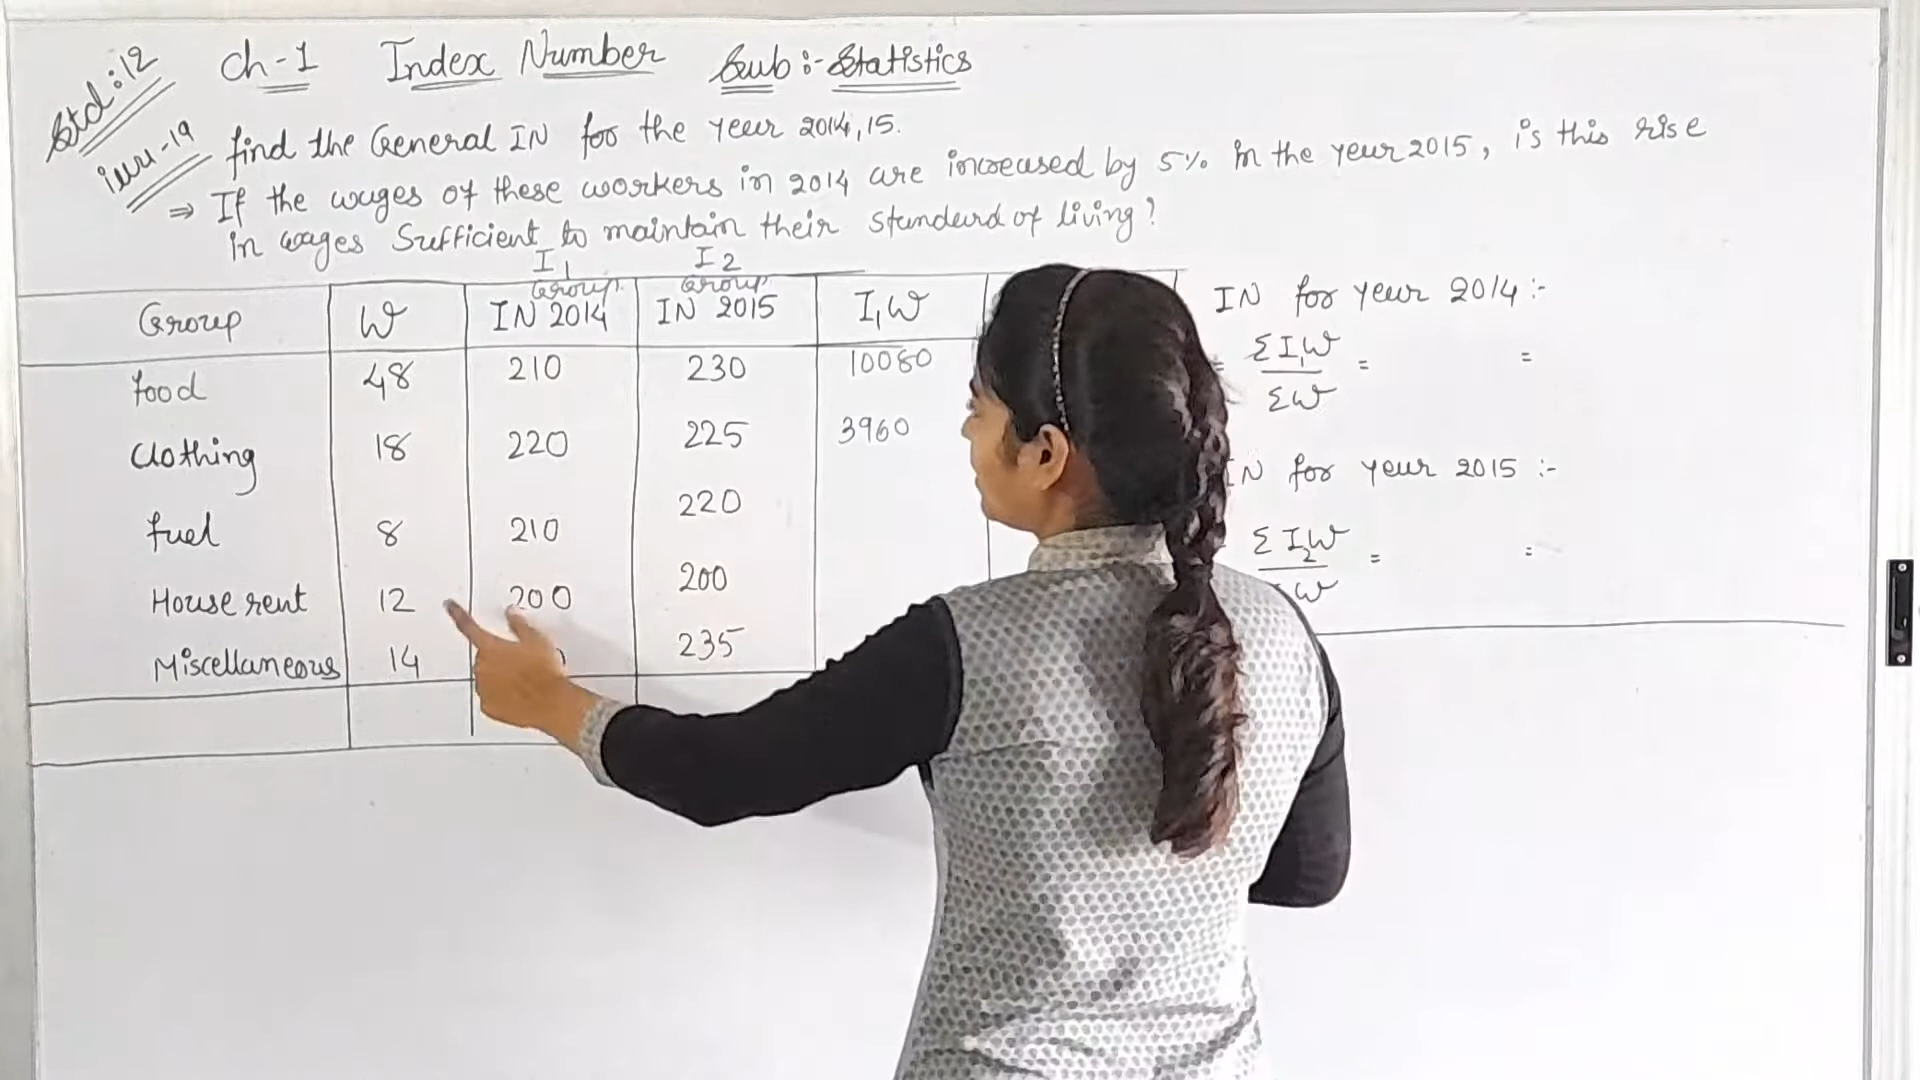 Std:12
Ch-1 Index Number Sub:- Statistics
find the General IN for the year 2014,15.
⇒ If the wages of these workers in 2014 are increased by 5% in the year 2015, is this rise
in wages Sufficient to maintain their standard of living?
I1 I2
Group Group
Group W IN 2014 IN 2015 I1W
food 48 210 230 10080
Clothing 18 220 225 3960
fuel 8 210 220
House rent 12 200 200
Miscellaneous 14 235
IN for year 2014:-
= ΣI1W = =
ΣW
IN for year 2015:-
ΣI2W = =
W